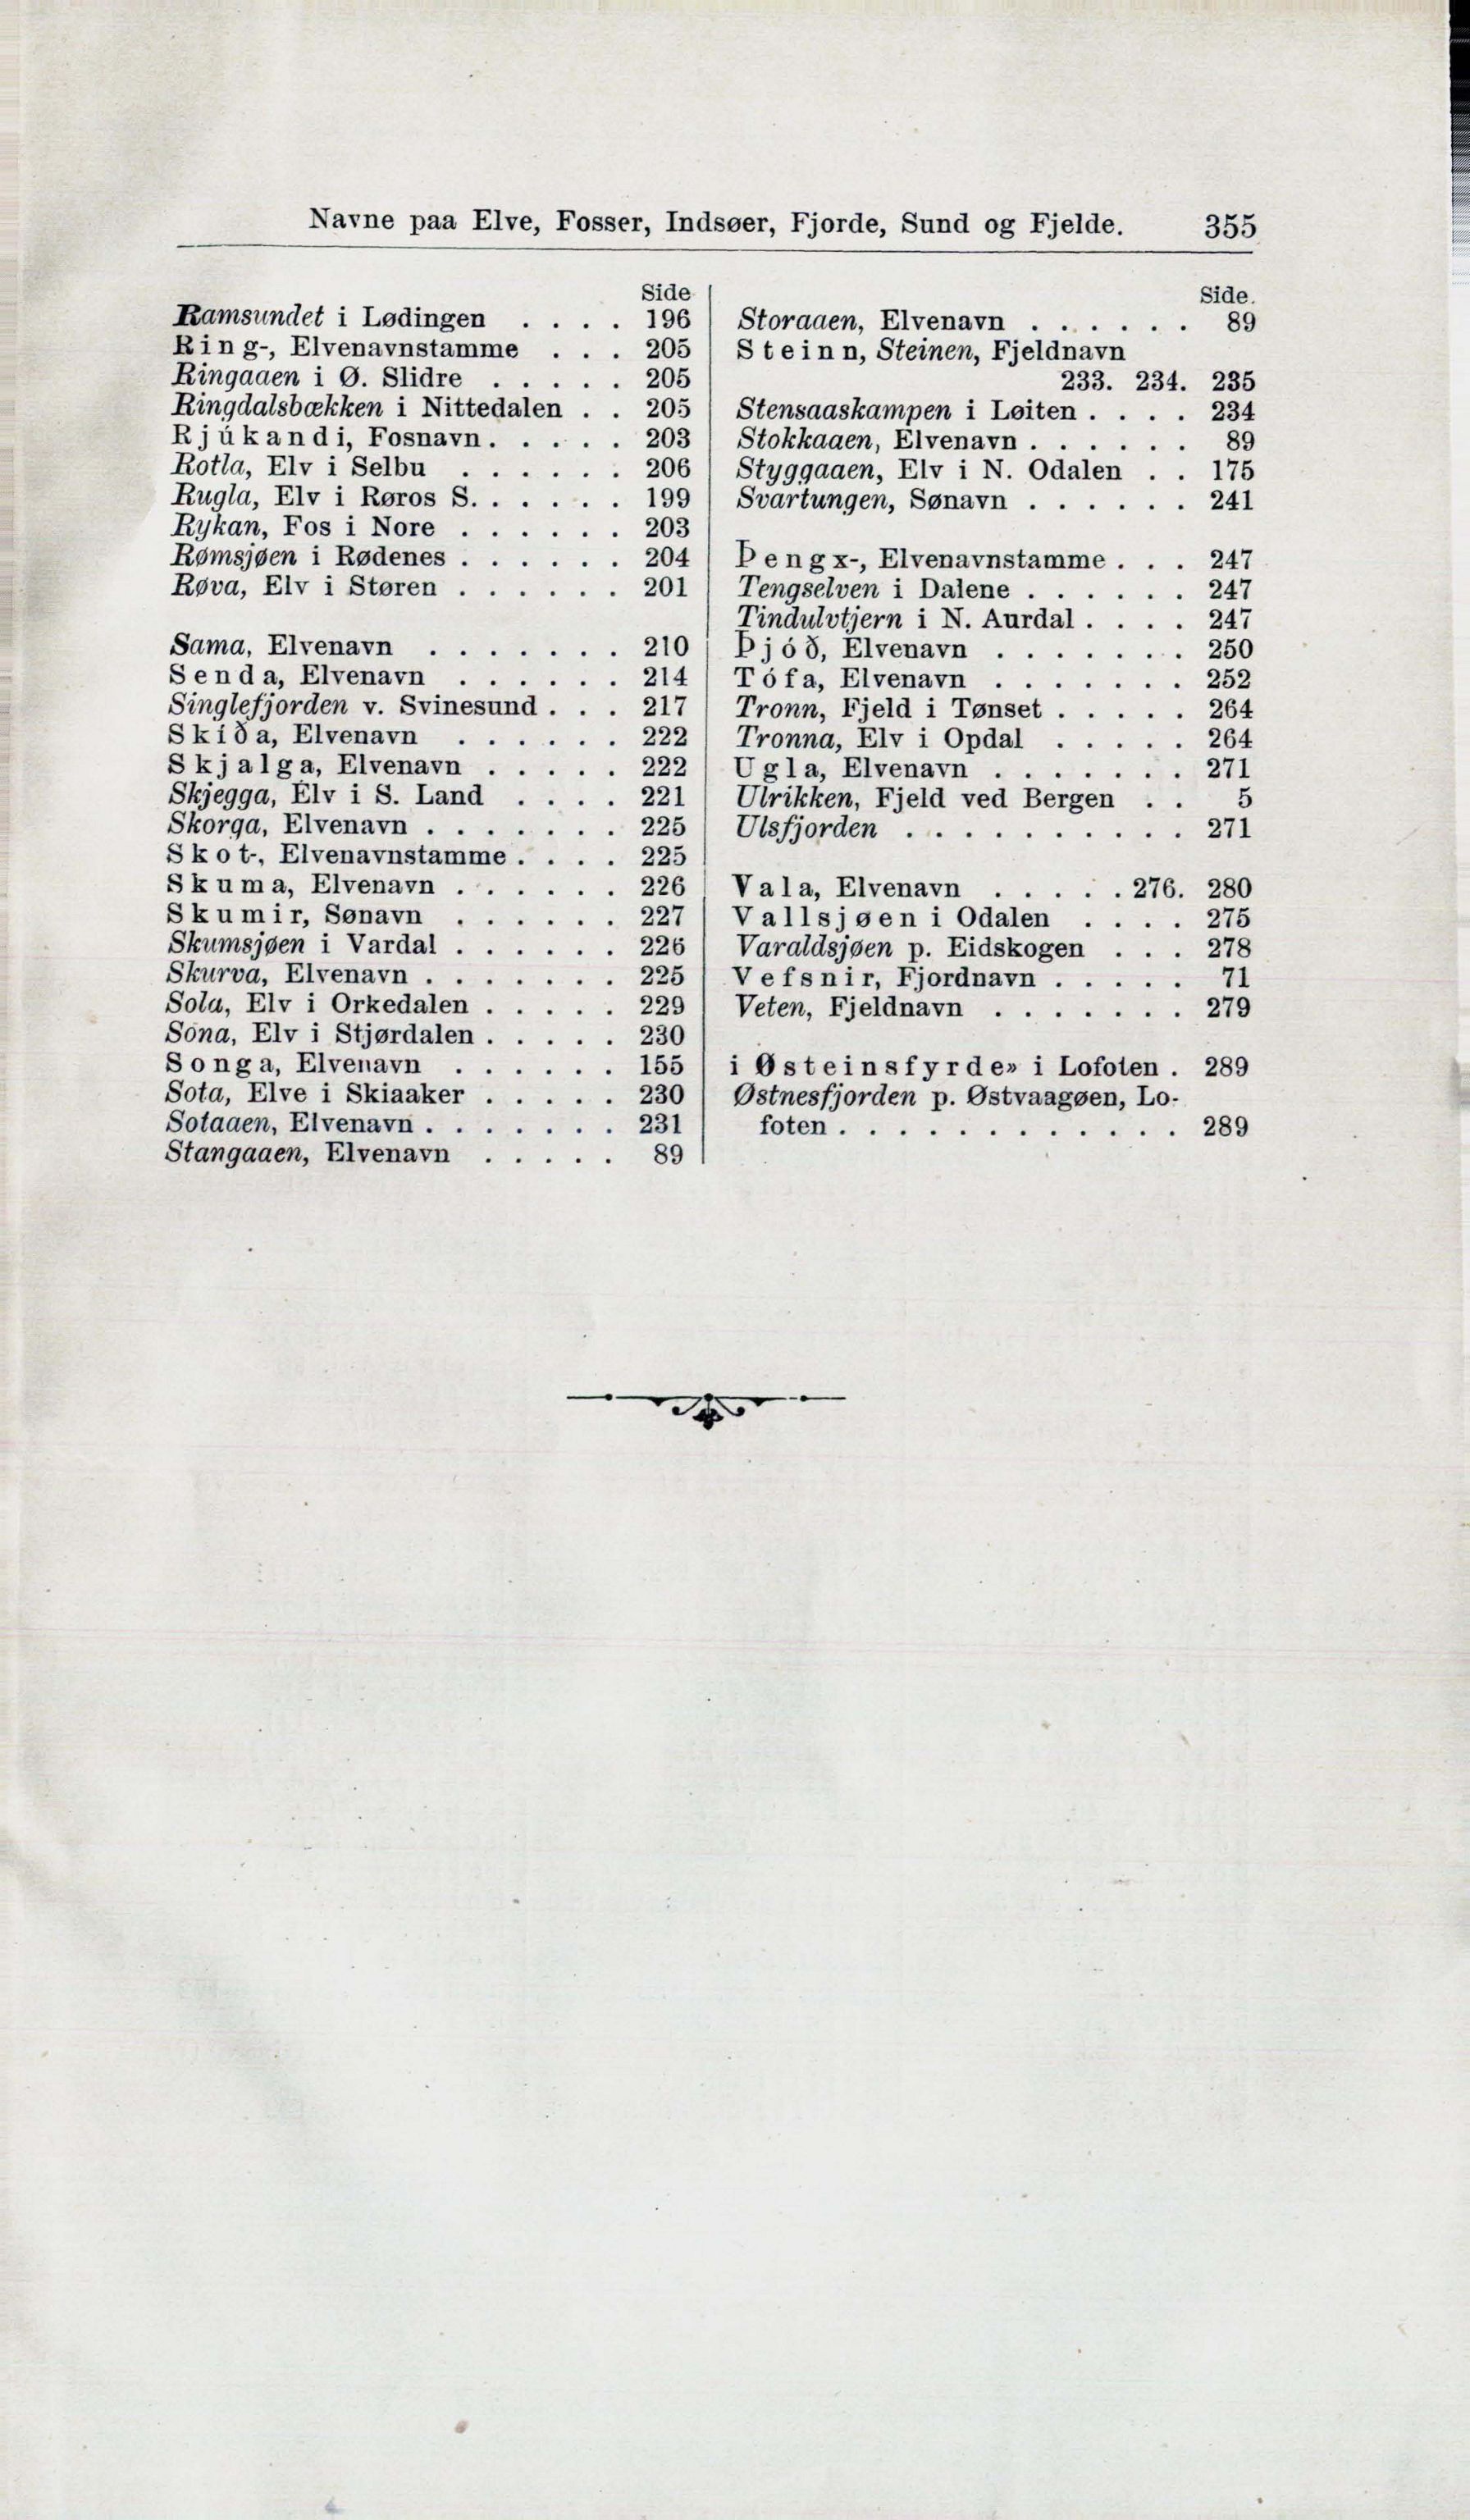 Navne paa Elve, Fosser, Indsøer, Fjorde, Sund og Fjelde. 355
Side
Ramsundet i Lødingen . . . . 196
Ring-, Elvenavnstamme . . . 205
Ringaaen i Ø. Slidre . . . . . 205
Ringdalsbækken i Nittedalen . . 205
Rjúkandi, Fosnavn. . . . . . 203
Rotla, Elv i Selbu . . . . . . 206
Rugla, Elv i Røros S. . . . . . 199
Rykan, Fos i Nore . . . . . . 203
Rømsjøen i Rødenes . . . . . . 204
Røva, Elv i Støren . . . . . . 201
Sama, Elvenavn . . . . . . . 210
Senda, Elvenavn . . . . . . 214
Singlefjorden v. Svinesund . . . 217
Skíða, Elvenavn . . . . . . 222
Skjalga, Elvenavn . . . . . 222
Skjegga, Elv i S. Land . . . . 221
Skorga, Elvenavn . . . . . . . 225
Skot-, Elvenavnstamme . . . . 225
Skuma, Elvenavn . . . . . . 226
Skumir, Sønavn . . . . . . 227
Skumsjøen i Vardal . . . . . . 226
Skurva, Elvenavn . . . . . . . 225
Sola, Elv i Orkedalen . . . . . 229
Sona, Elv i Stjørdalen . . . . . 230
Songa, Elvenavn . . . . . . 155
Sota, Elve i Skiaaker . . . . . 230
Sotaaen, Elvenavn . . . . . . . 231
Stangaaen, Elvenavn . . . . . 89
Side.
Storaaen, Elvenavn . . . . . . 89
Steinn, Steinen, Fjeldnavn
233. 234. 235
Stensaaskampen i Løiten . . . . 234
Stokkaaen, Elvenavn . . . . . . 89
Styggaaen, Elv i N. Odalen . . 175
Svartungen, Sønavn . . . . . . 241
Þengx-, Elvenavnstamme . . . 247
Tengselven i Dalene . . . . . . 247
Tindulvtjern i N. Aurdal . . . . 247
Þjóð, Elvenavn . . . . . . . 250
Tófa, Elvenavn . . . . . . . 252
Tronn, Fjeld i Tønset . . . . . 264
Tronna, Elv i Opdal . . . . . 264
Ugla, Elvenavn . . . . . . . 271
Ulrikken, Fjeld ved Bergen . . 5
Ulsfjorden . . . . . . . . . . 271
Vala, Elvenavn . . . . . 276. 280
Vallsjøen i Odalen . . . . 275
Varaldsjøen p. Eidskogen . . . 278
Vefsnir, Fjordnavn . . . . . 71
Veten, Fjeldnavn . . . . . . . 279
i Østeinsfyrde» i Lofoten . 289
Østnesfjorden p. Østvaagøen, Lo-
foten . . . . . . . . . . . . 289